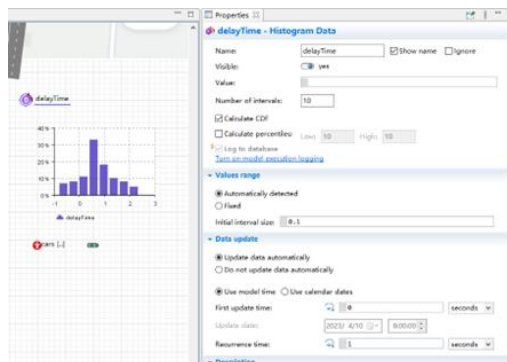 Properties
delayTime - Histogram Data
Name: delayTime Show name Ignore
Visible: yes
Value:
Number of intervals: 10
Calculate CDF
Calculate percentiles: Low: 10 High: 10
Log to database
Turn on model execution logging
Values range
Automatically detected
Fixed
Initial interval size: 0.1
Data update
Update data automatically
Do not update data automatically
Use model time Use calendar dates
First update time: 0 seconds
Update date: 2023/ 4/10 8:00:00
Recurrence time: 1 seconds
Description
delayTime
40%
30%
20%
10%
0%
-1 0 1 2 3
delayTime
cars [..]